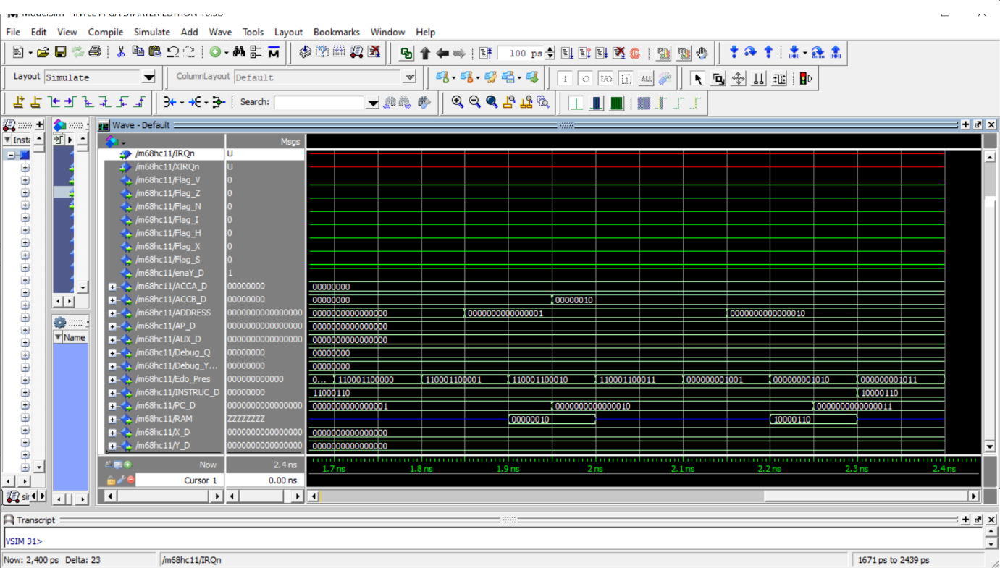 File Edit View Compile Simulate Add Wave Tools Layout Bookmarks Window Help
100 ps
Layout Simulate ColumnLayout Default
I O I/O ALL
Search:
Wave - Default
Insta
Msgs
/m68hc11/IRQn U
/m68hc11/XIRQn U
/m68hc11/Flag_V 0
/m68hc11/Flag_Z 0
/m68hc11/Flag_N 0
/m68hc11/Flag_I 0
/m68hc11/Flag_H 0
/m68hc11/Flag_X 0
/m68hc11/Flag_S 0
/m68hc11/enaY_D 1
/m68hc11/ACCA_D 00000000 00000000
/m68hc11/ACCB_D 00000000 00000000 00000010
/m68hc11/ADDRESS 0000000000000000 0000000000000000 0000000000000001 0000000000000010
/m68hc11/AP_D 0000000000000000 0000000000000000
/m68hc11/AUX_D 0000000000000000 0000000000000000
/m68hc11/Debug_Q 00000000 00000000
/m68hc11/Debug_Y... 00000000 00000000
/m68hc11/Edo_Pres 000000000000 0... 110001100000 110001100001 110001100010 110001100011 000000001001 000000001010 000000001011
/m68hc11/INSTRUC_D 00000000 11000110 10000110
/m68hc11/PC_D 0000000000000000 0000000000000001 0000000000000010 0000000000000011
/m68hc11/RAM ZZZZZZZZ 00000010 10000110
/m68hc11/X_D 0000000000000000 0000000000000000
/m68hc11/Y_D 0000000000000000 0000000000000000
Name
Now 2.4 ns
1.7 ns 1.8 ns 1.9 ns 2 ns 2.1 ns 2.2 ns 2.3 ns 2.4 ns
Cursor 1 0.00 ns
sir
Transcript
VSIM 31>
Now: 2,400 ps Delta: 23 /m68hc11/IRQn 1671 ps to 2439 ps